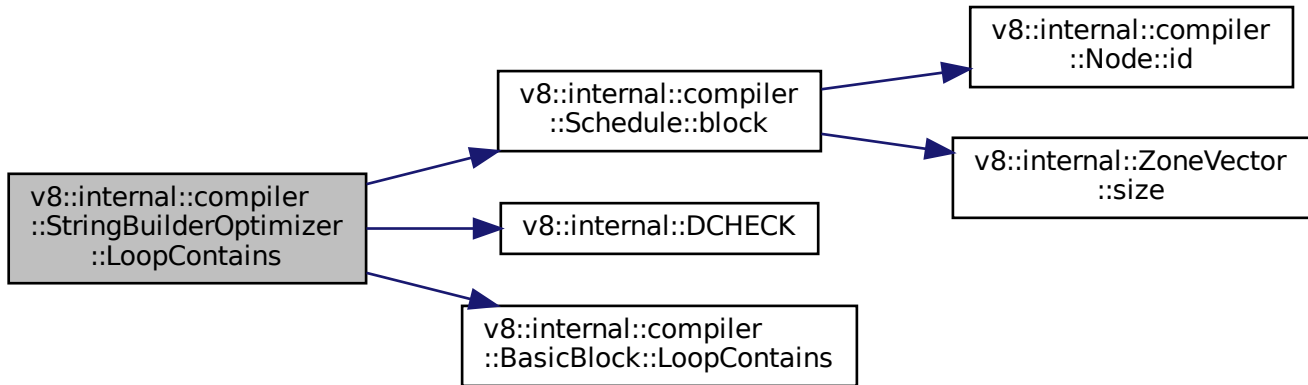 v8::internal::compiler
::StringBuilderOptimizer
::LoopContains
v8::internal::compiler
::Schedule::block
v8::internal::compiler
::Node::id
v8::internal::ZoneVector
::size
v8::internal::DCHECK
v8::internal::compiler
::BasicBlock::LoopContains